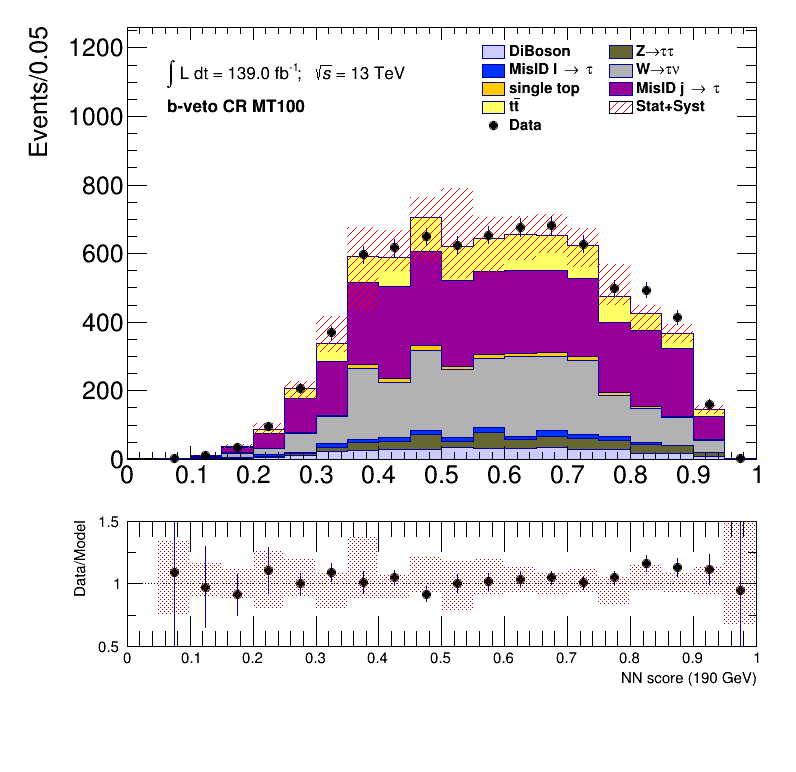 Events/0.05
1200
1000
800
600
400
200
0
∫ L dt = 139.0 fb⁻¹; √s = 13 TeV
b-veto CR MT100
DiBoson
Z→ττ
MisID l → τ
W→τν
single top
MisID j → τ
tt̄
Stat+Syst
Data
0 0.1 0.2 0.3 0.4 0.5 0.6 0.7 0.8 0.9 1
Data/Model
1.5
1
0.5
0 0.1 0.2 0.3 0.4 0.5 0.6 0.7 0.8 0.9 1
NN score (190 GeV)